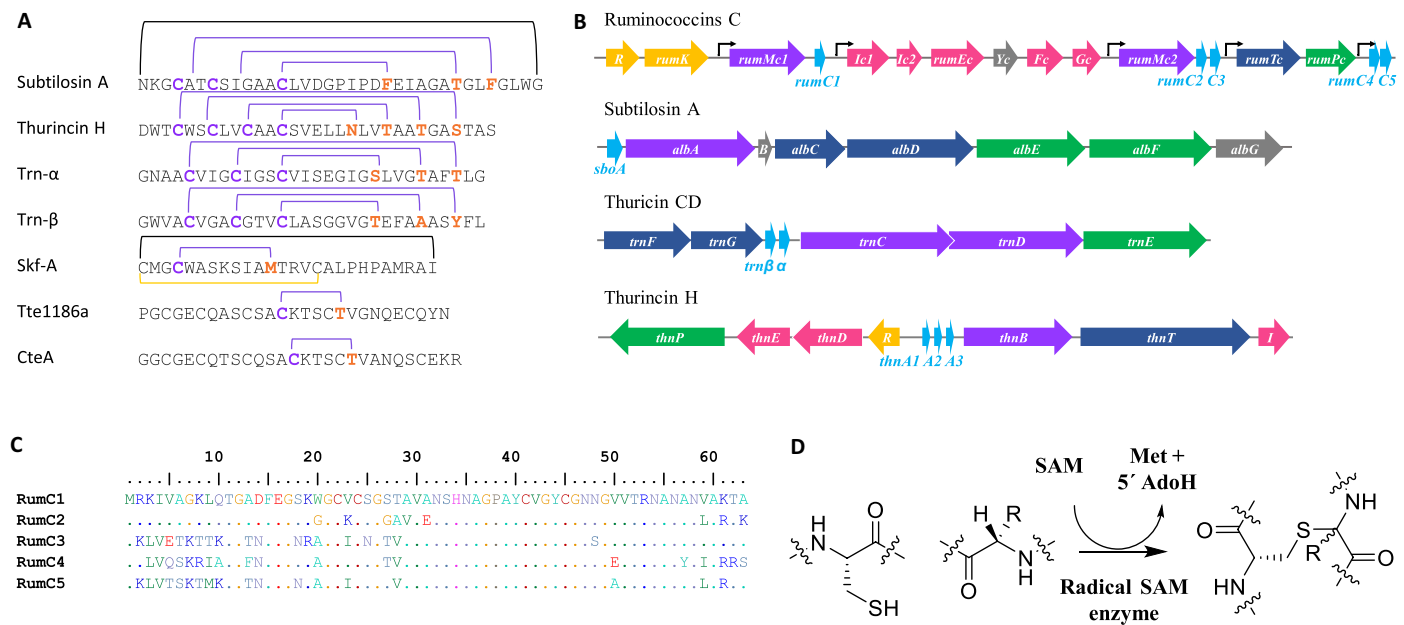 A
Subtilosin A
NKGCATCSIGAACLVDGPIPDFEIAGATGLFGLWG
Thurincin H
DWTCWSCLVCAACSVELLNLVTAATGASTAS
Trn-α
GNAACVIGCIGSCVISEGIGSLVGTAFTLG
Trn-β
GWVACVGACGTVCLASGGVGTEFAAASYFL
Skf-A
CMGCWASKSIAMTRVCALPHPAMRAI
Tte1186a
PGCGECQASCSACKTSCTVGNQECQYN
CteA
GGCGECQTSCQSACKTSCTVANQSCEKR
B
Ruminococcins C
R rumK rumMc1 Ic1 Ic2 rumEc Yc Fc Gc rumMc2 rumTc rumPc
rumC1 rumC2 C3 rumC4 C5
Subtilosin A
albA B albC albD albE albF albG
sboA
Thuricin CD
trnF trnG trnC trnD trnE
trnβ α
Thurincin H
thnP thnE thnD R thnB thnT I
thnA1 A2 A3
C
10 20 30 40 50 60
RumC1 MRKIVAGKLQTGADFEGSKWGCVCSGSTAVANSHNAGPAYCVGYCGNNGVVTRNANANVAKTA
RumC2 ...................G..K...GAV.E...........................L.R.K
RumC3 .KLVETKTTK..TN...NR.A..I.N.TV...................S..............
RumC4 ..LVQSKRIA..FN.....A..I...TV.....................E......Y.I.RRS
RumC5 .KLVTSKTMK..TN..N..A..I....V.....................A........L.R..
D
SAM
Met +
5´ AdoH
Radical SAM
enzyme
H
N
O
SH
H
R
O
N
H
O
S
R
NH
O
HN